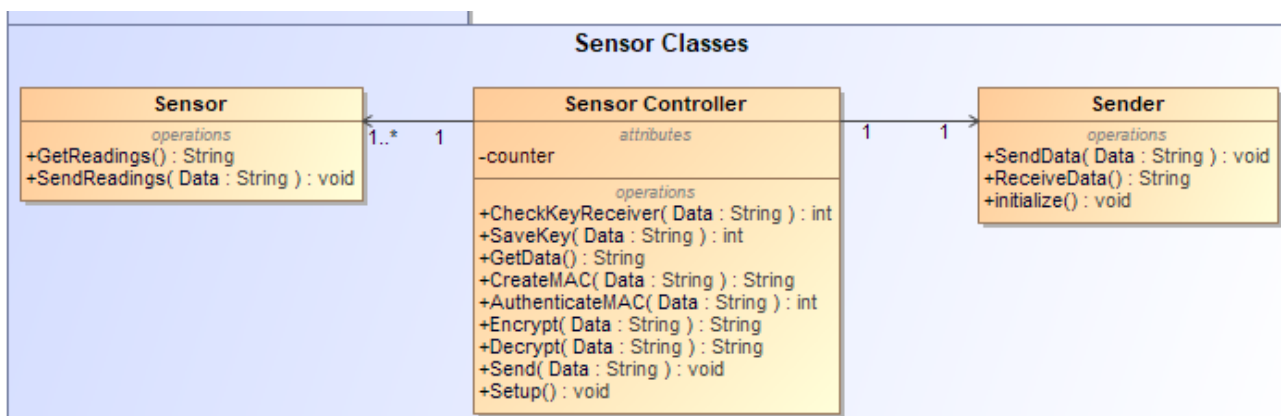 Sensor Classes
Sensor
operations
+GetReadings() : String
+SendReadings( Data : String ) : void
1..*
1
Sensor Controller
attributes
-counter
operations
+CheckKeyReceiver( Data : String ) : int
+SaveKey( Data : String ) : int
+GetData() : String
+CreateMAC( Data : String ) : String
+AuthenticateMAC( Data : String ) : int
+Encrypt( Data : String ) : String
+Decrypt( Data : String ) : String
+Send( Data : String ) : void
+Setup() : void
1
1
Sender
operations
+SendData( Data : String ) : void
+ReceiveData() : String
+initialize() : void